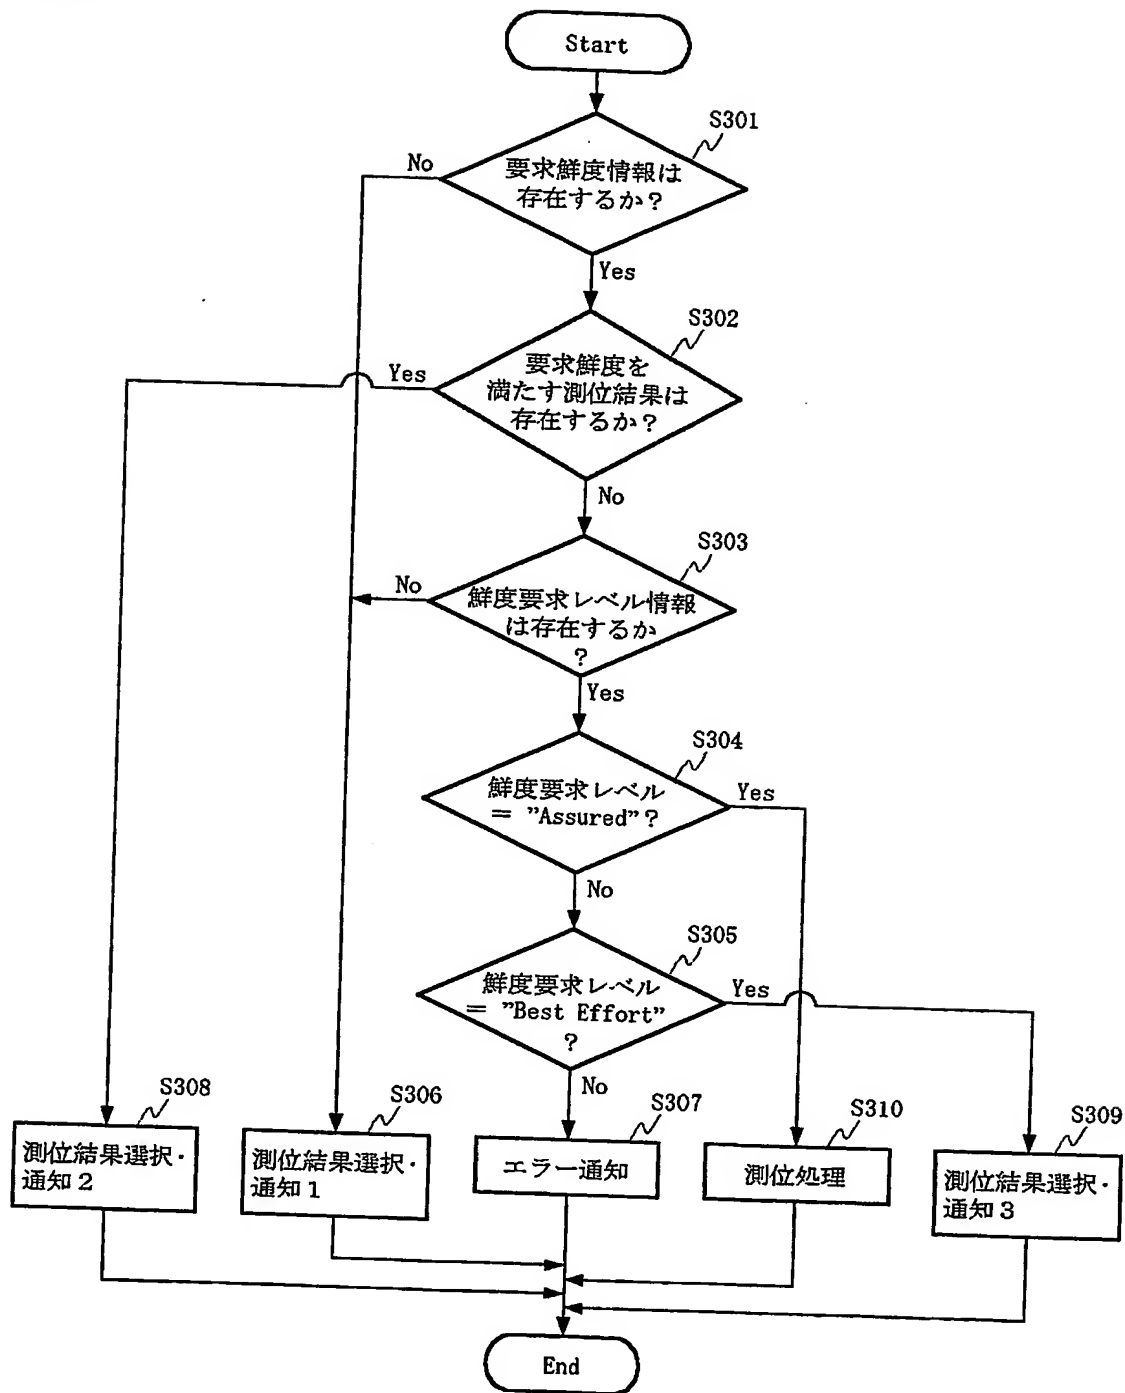 Start
S301
要求鮮度情報は
存在するか？
No
Yes
S302
要求鮮度を
満たす測位結果は
存在するか？
Yes
No
S303
鮮度要求レベル情報
は存在するか
？
No
Yes
S304
鮮度要求レベル
＝ ”Assured”？
Yes
No
S305
鮮度要求レベル
＝ ”Best Effort”
？
Yes
No
S308
測位結果選択・
通知２
S306
測位結果選択・
通知１
S307
エラー通知
S310
測位処理
S309
測位結果選択・
通知３
End